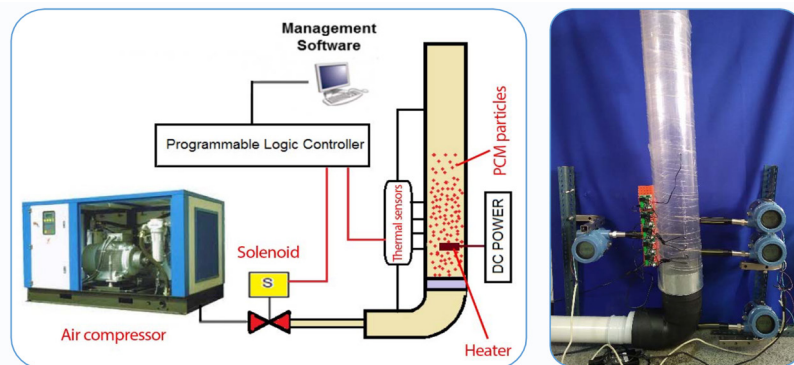 Management
Software
Programmable Logic Controller
PCM particles
Thermal sensors
DC POWER
Solenoid
S
Air compressor
Heater